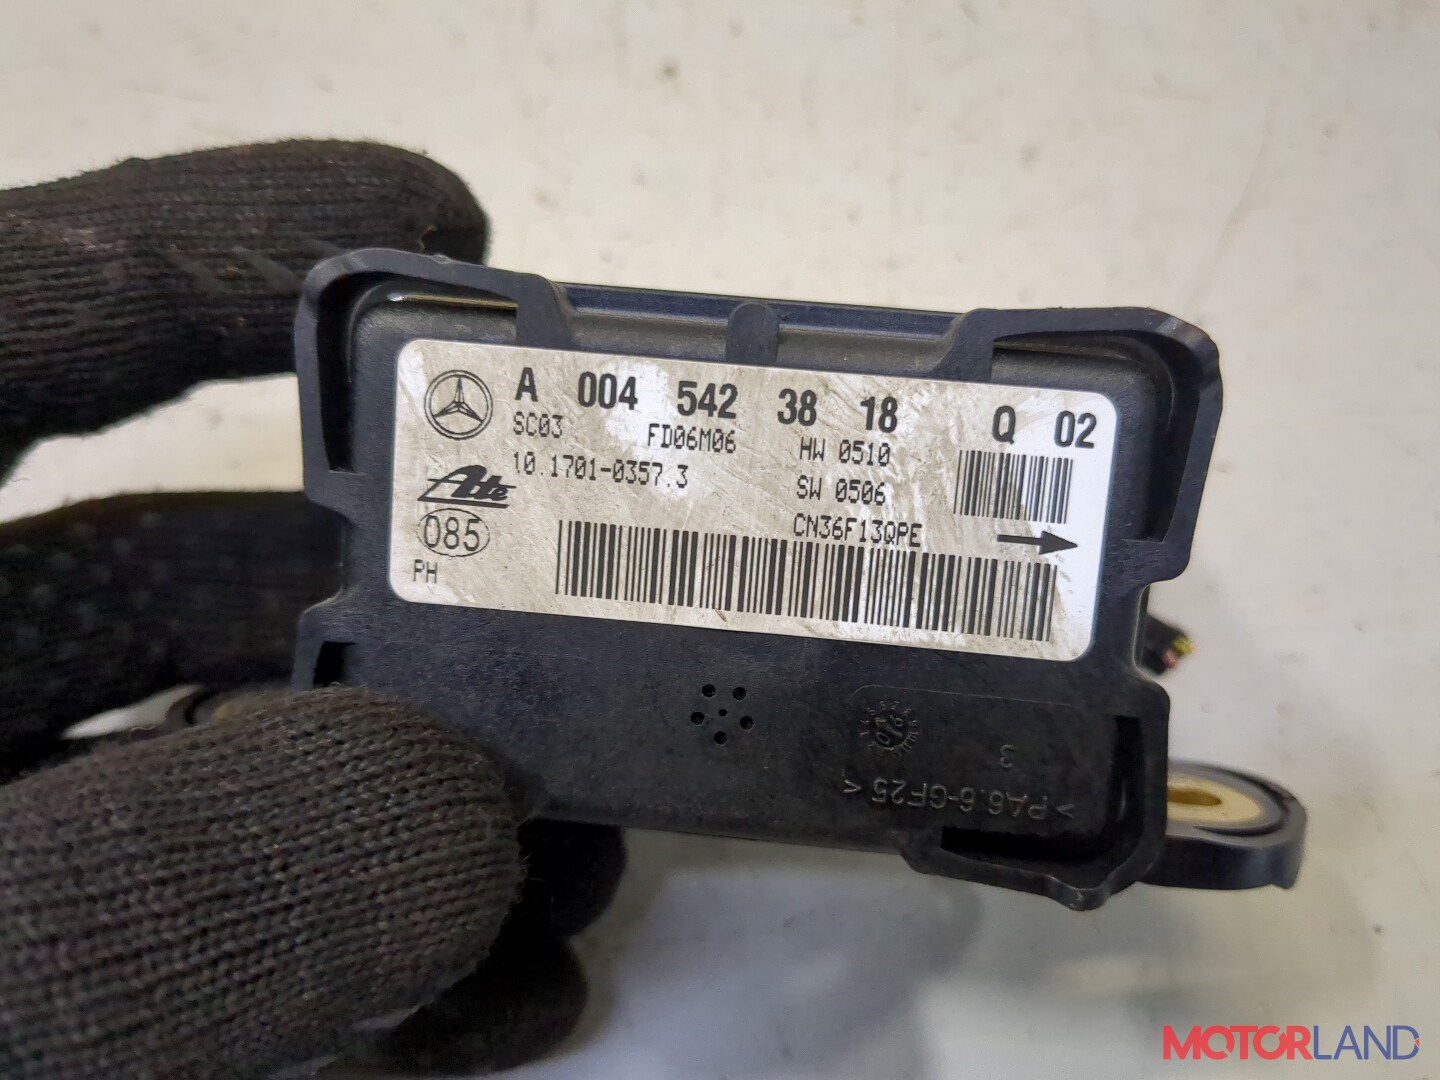 A 004 542 38 18 Q 02
SC03 FD06M06 HW 0510
10.1701-0357.3 SW 0506
Ate
CN36F13QPE
085
PH
3
>PA6.6-GF25<
MOTORLAND